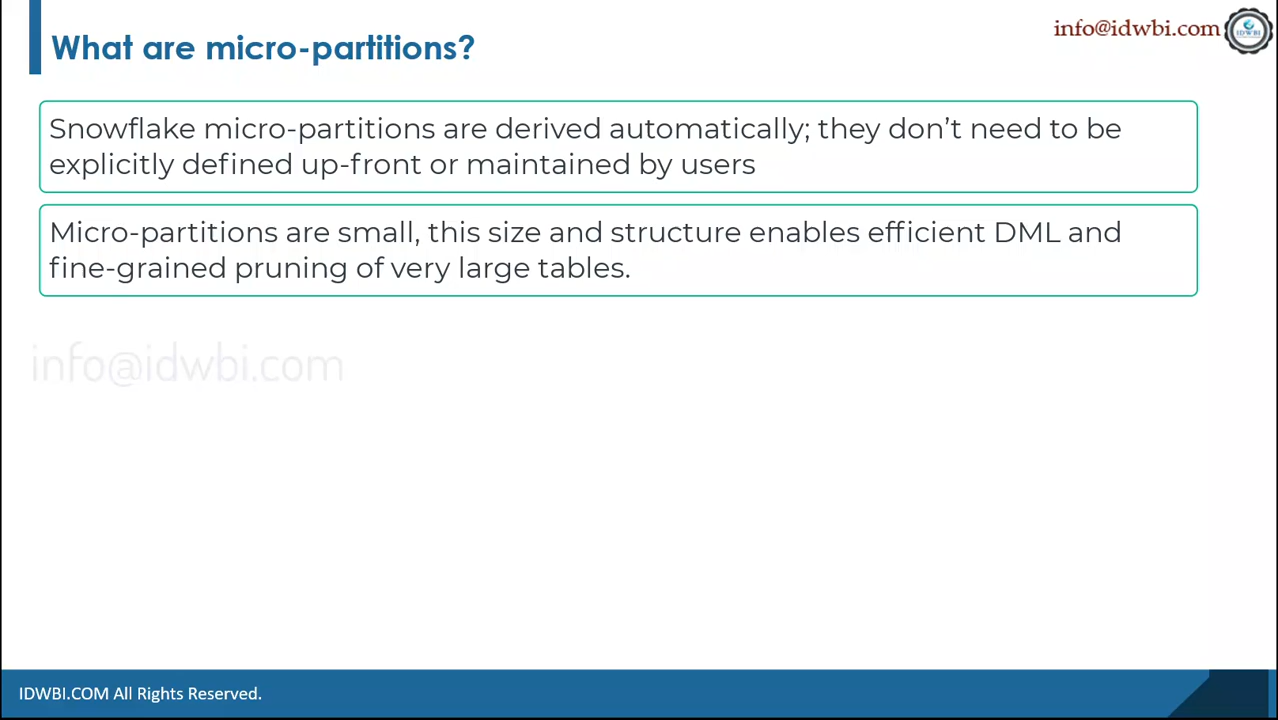 What are micro-partitions?
info@idwbi.com
IDWBI
Snowflake micro-partitions are derived automatically; they don’t need to be
explicitly defined up-front or maintained by users
Micro-partitions are small, this size and structure enables efficient DML and
fine-grained pruning of very large tables.
info@idwbi.com
IDWBI.COM All Rights Reserved.